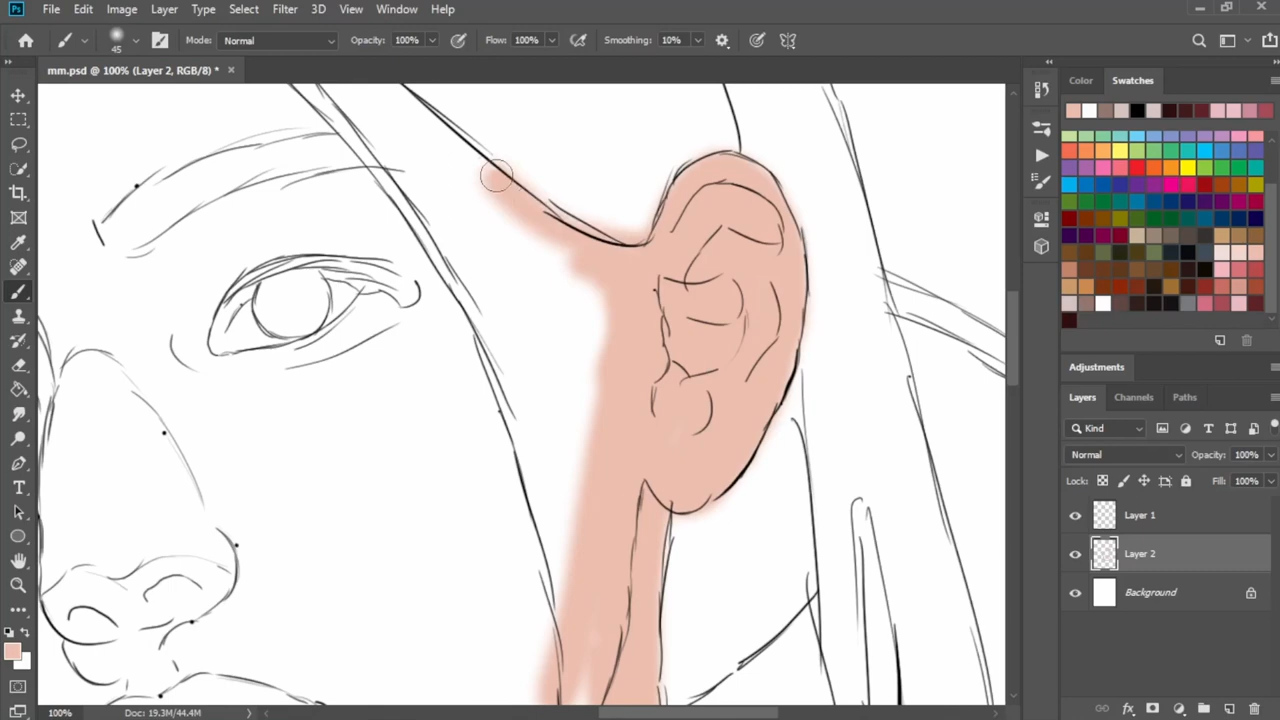 Ps File Edit Image Layer Type Select Filter 3D View Window Help
45 Mode: Normal Opacity: 100% Flow: 100% Smoothing: 10%
mm.psd @ 100% (Layer 2, RGB/8) * ×
Color Swatches
Adjustments
Layers Channels Paths
Kind
Normal Opacity: 100%
Lock: Fill: 100%
Layer 1
Layer 2
Background
100% Doc: 19.3M/44.4M